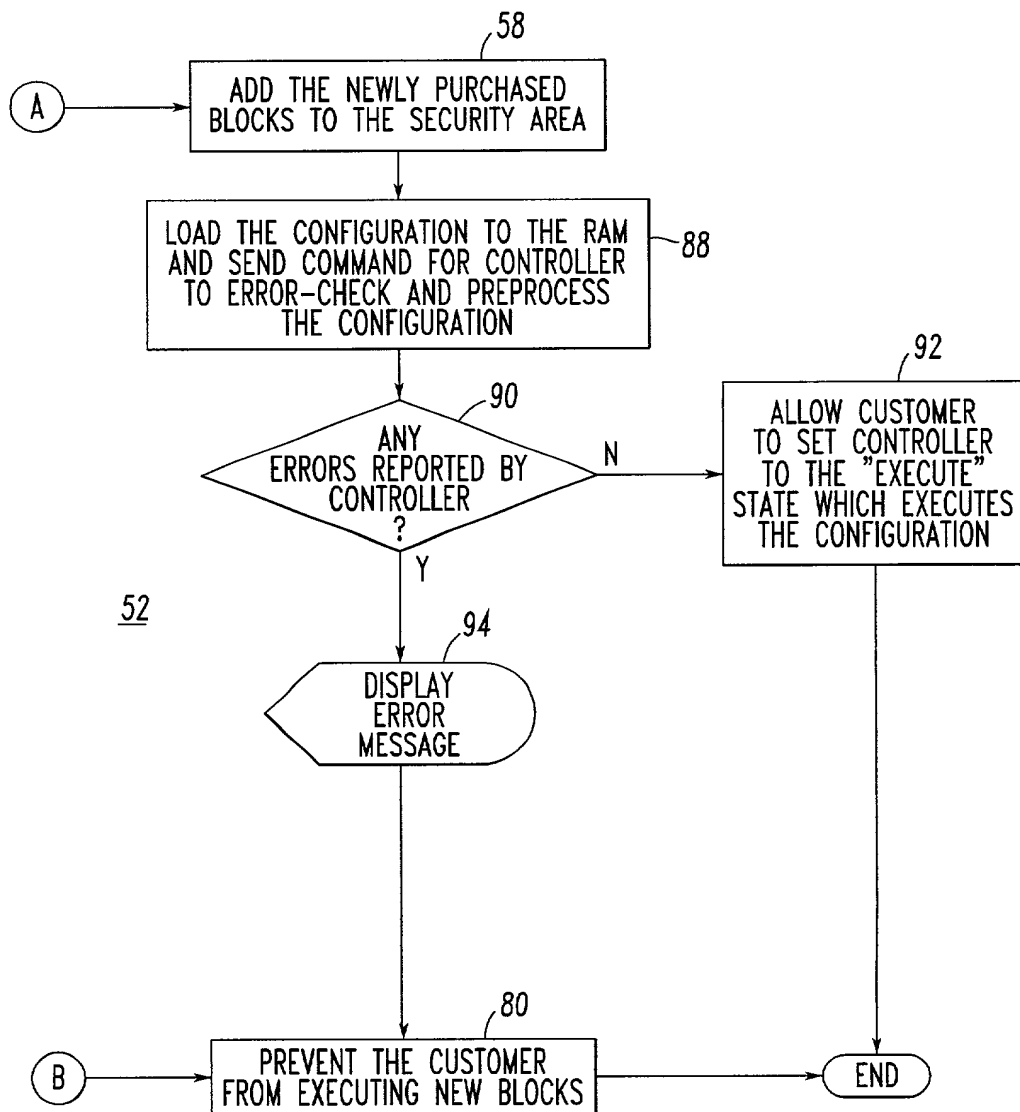 58
A
ADD THE NEWLY PURCHASED
BLOCKS TO THE SECURITY AREA
LOAD THE CONFIGURATION TO THE RAM
AND SEND COMMAND FOR CONTROLLER
TO ERROR-CHECK AND PREPROCESS
THE CONFIGURATION
88
90
ANY
ERRORS REPORTED BY
CONTROLLER
?
N
Y
92
ALLOW CUSTOMER
TO SET CONTROLLER
TO THE "EXECUTE"
STATE WHICH EXECUTES
THE CONFIGURATION
52
94
DISPLAY
ERROR
MESSAGE
80
B
PREVENT THE CUSTOMER
FROM EXECUTING NEW BLOCKS
END